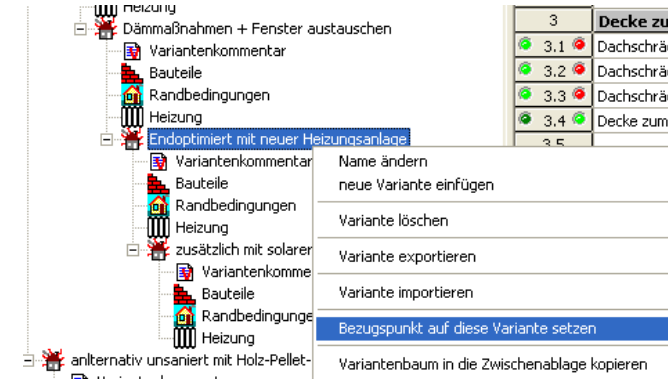 Heizung
Dämmaßnahmen + Fenster austauschen
Variantenkommentar
Bauteile
Randbedingungen
Heizung
Endoptimiert mit neuer Heizungsanlage
Variantenkommentar
Bauteile
Randbedingungen
Heizung
zusätzlich mit solarer
Variantenkomme
Bauteile
Randbedingunge
Heizung
anlternativ unsaniert mit Holz-Pellet-
Name ändern
neue Variante einfügen
Variante löschen
Variante exportieren
Variante importieren
Bezugspunkt auf diese Variante setzen
Variantenbaum in die Zwischenablage kopieren
3 Decke zu
3.1 Dachschrä
3.2 Dachschrä
3.3 Dachschrä
3.4 Decke zum
3.5